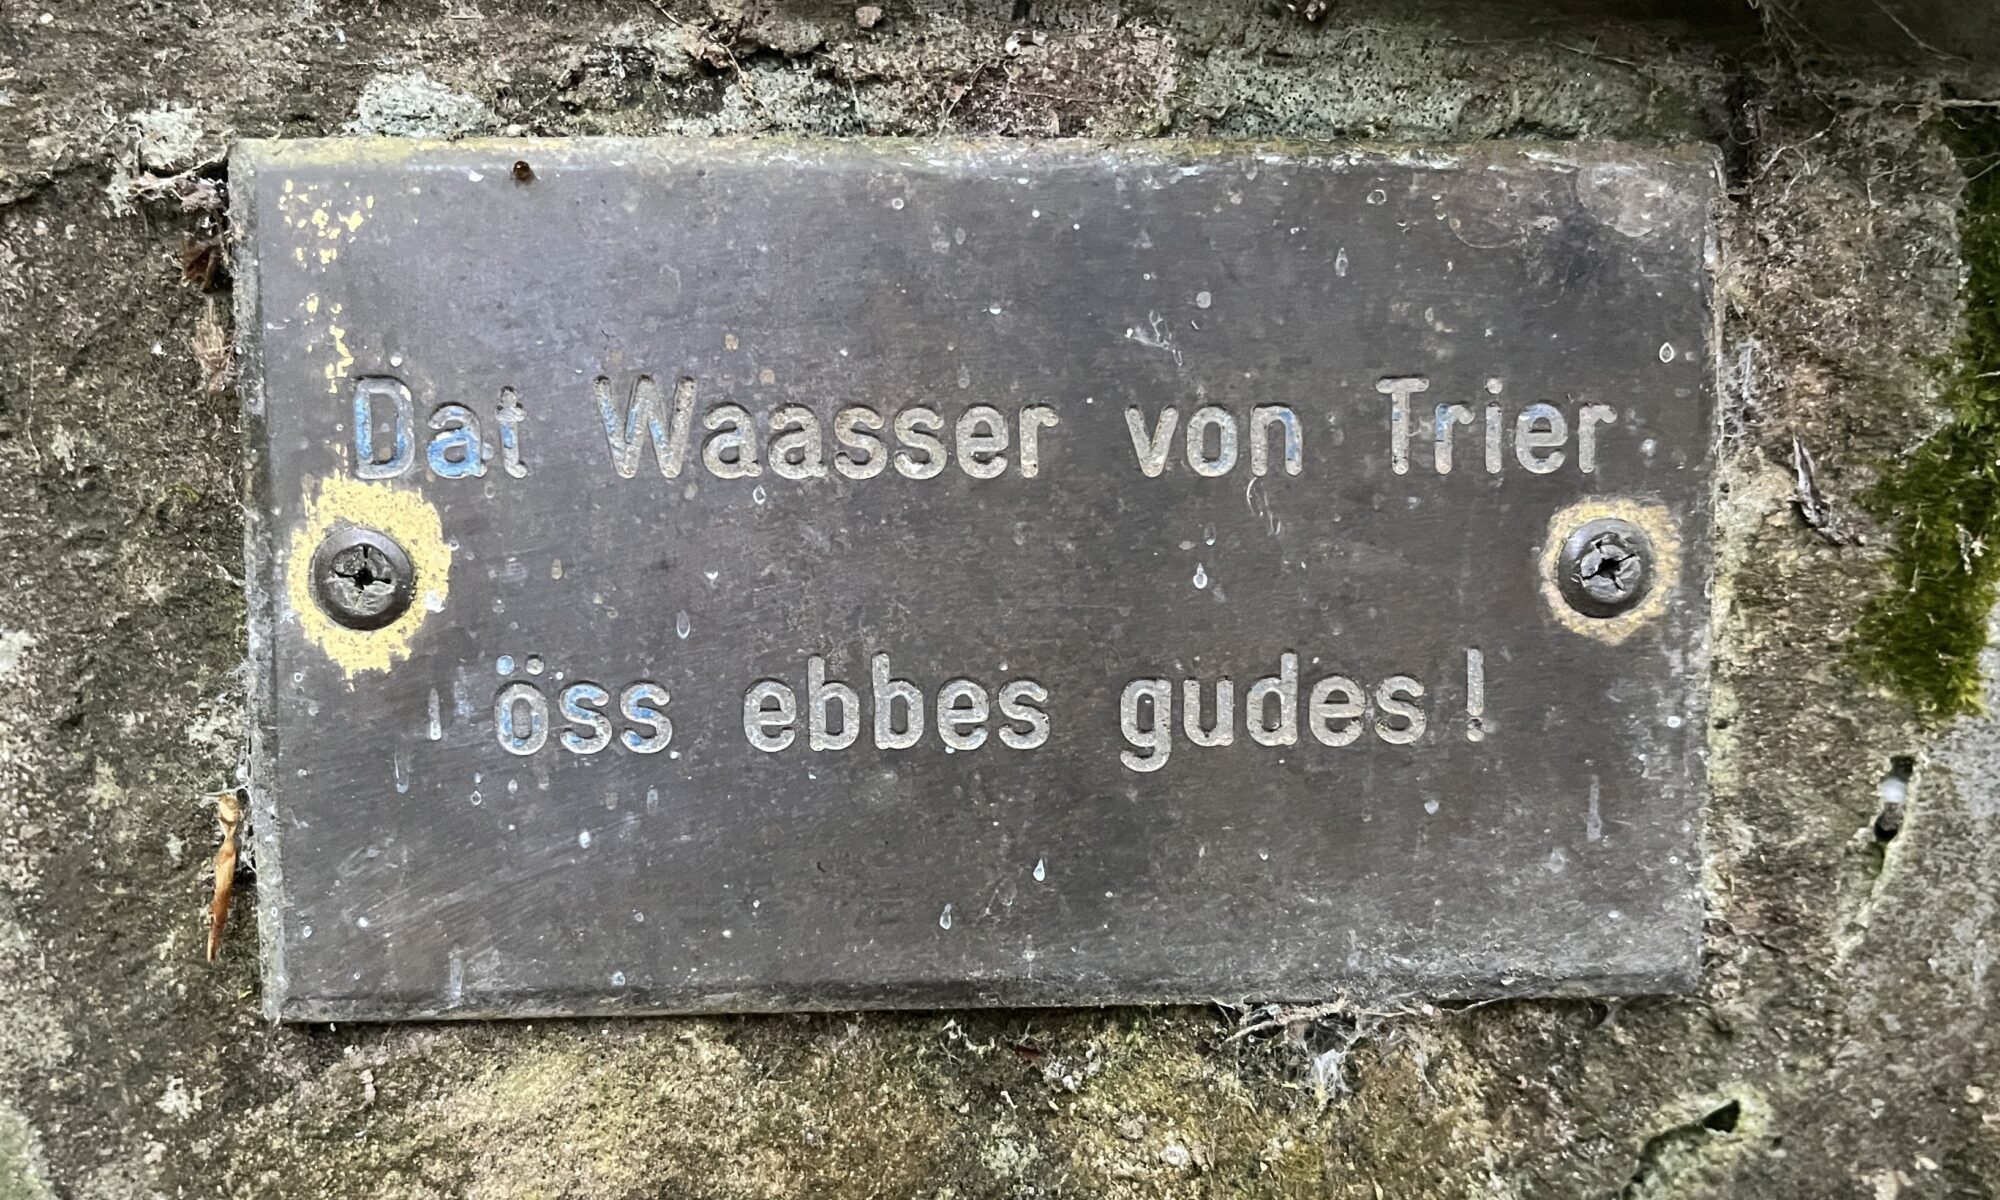 Dat Waasser von Trier
öss ebbes gudes!